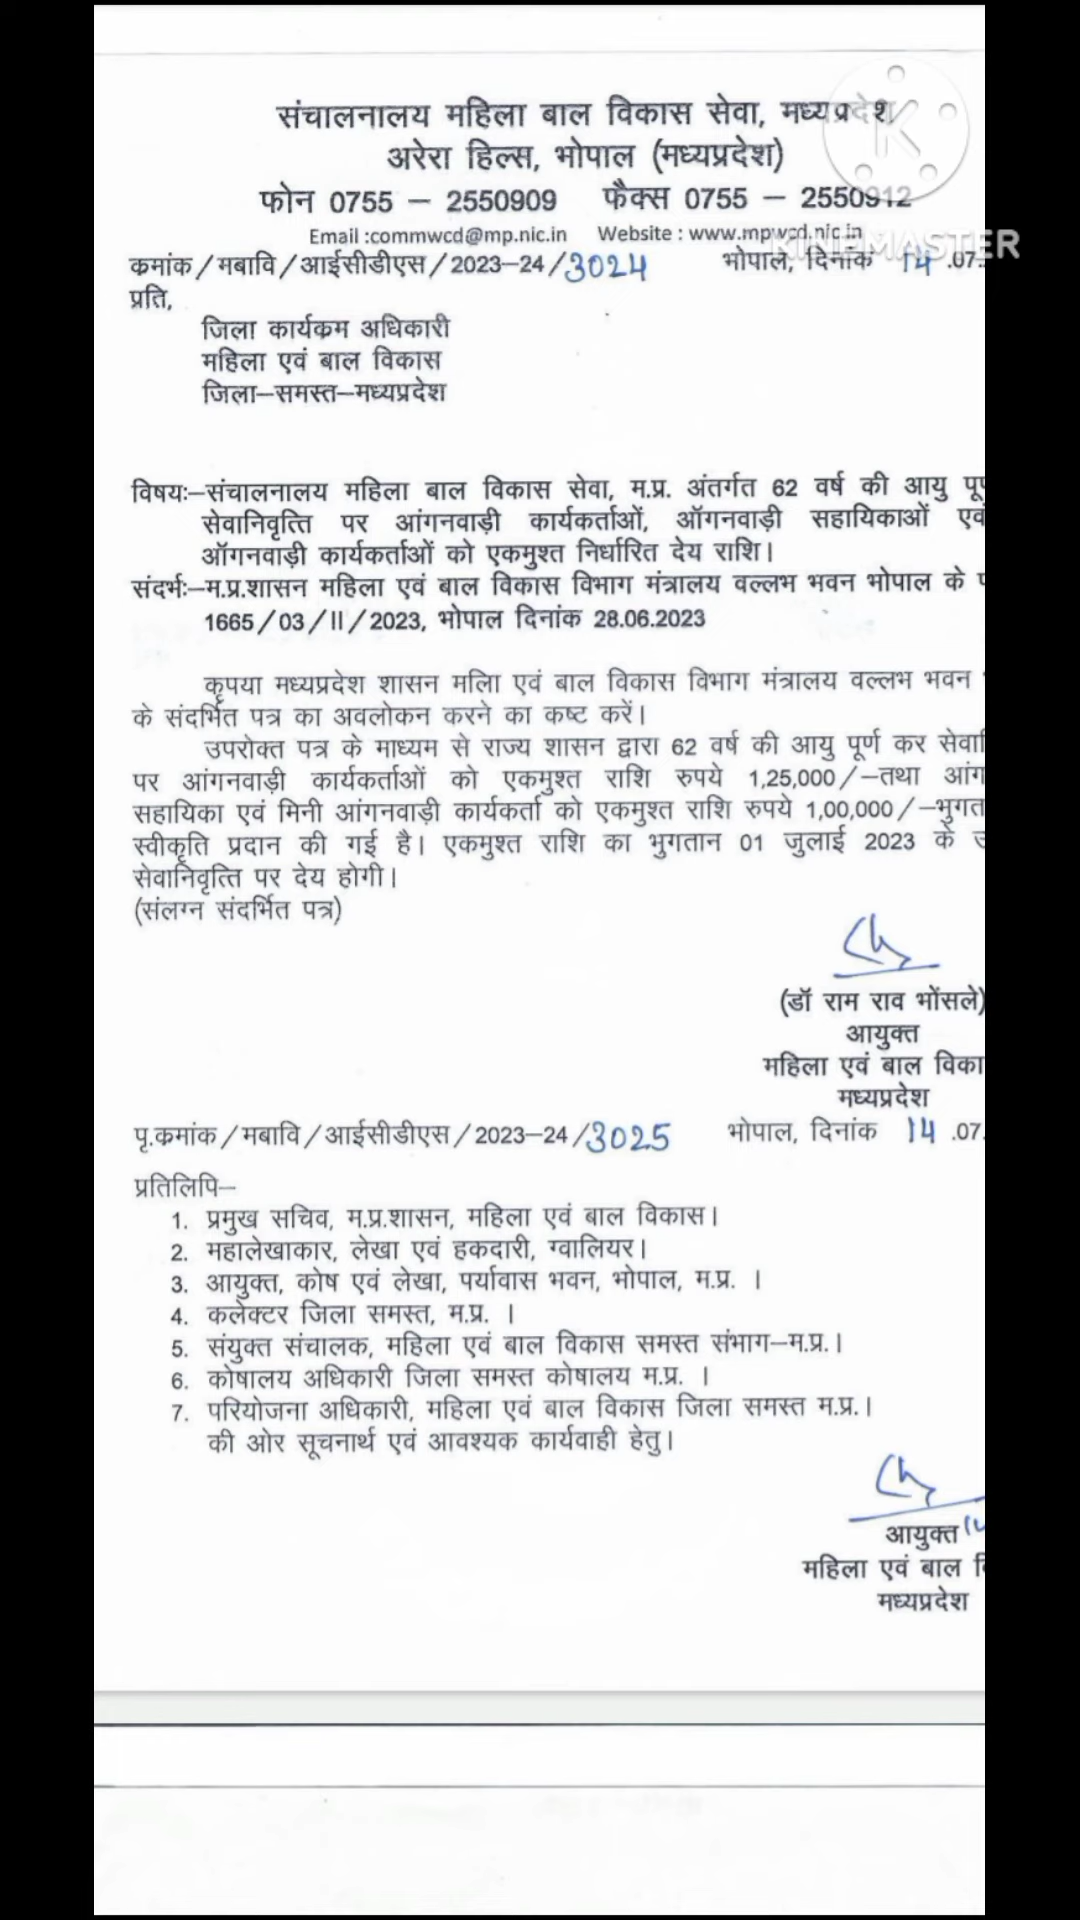 संचालनालय महिला बाल विकास सेवा, मध्यप्रदेश
अरेरा हिल्स, भोपाल (मध्यप्रदेश)
फोन 0755 – 2550909 फैक्स 0755 – 2550912
Email :commwcd@mp.nic.in Website : www.mpwcd.nic.in
KINEMASTER
क्रमांक/मबावि/आईसीडीएस/2023–24/3024 भोपाल, दिनांक 14 .07.
प्रति,
जिला कार्यक्रम अधिकारी
महिला एवं बाल विकास
जिला–समस्त–मध्यप्रदेश
विषयः–संचालनालय महिला बाल विकास सेवा, म.प्र. अंतर्गत 62 वर्ष की आयु
सेवानिवृत्ति पर आंगनवाड़ी कार्यकर्ताओं, ऑगनवाड़ी सहायिकाओं
ऑगनवाड़ी कार्यकर्ताओं को एकमुश्त निर्धारित देय राशि।
संदर्भः–म.प्र.शासन महिला एवं बाल विकास विभाग मंत्रालय वल्लभ भवन भोपाल के
1665/03/II/2023, भोपाल दिनांक 28.06.2023
कृपया मध्यप्रदेश शासन मलिा एवं बाल विकास विभाग मंत्रालय वल्लभ भवन
के संदर्भित पत्र का अवलोकन करने का कष्ट करें।
उपरोक्त पत्र के माध्यम से राज्य शासन द्वारा 62 वर्ष की आयु पूर्ण कर
पर आंगनवाड़ी कार्यकर्ताओं को एकमुश्त राशि रुपये 1,25,000/–तथा
सहायिका एवं मिनी आंगनवाड़ी कार्यकर्ता को एकमुश्त राशि रुपये 1,00,000/–
स्वीकृति प्रदान की गई है। एकमुश्त राशि का भुगतान 01 जुलाई 2023 के
सेवानिवृत्ति पर देय होगी।
(संलग्न संदर्भित पत्र)
(डॉ राम राव भोंसले)
आयुक्त
महिला एवं बाल
मध्यप्रदेश
पृ.क्रमांक/मबावि/आईसीडीएस/2023–24/3025 भोपाल, दिनांक 14 .07.
प्रतिलिपि–
1. प्रमुख सचिव, म.प्र.शासन, महिला एवं बाल विकास।
2. महालेखाकार, लेखा एवं हकदारी, ग्वालियर।
3. आयुक्त, कोष एवं लेखा, पर्यावास भवन, भोपाल, म.प्र. ।
4. कलेक्टर जिला समस्त, म.प्र. ।
5. संयुक्त संचालक, महिला एवं बाल विकास समस्त संभाग–म.प्र.।
6. कोषालय अधिकारी जिला समस्त कोषालय म.प्र. ।
7. परियोजना अधिकारी, महिला एवं बाल विकास जिला समस्त म.प्र.।
की ओर सूचनार्थ एवं आवश्यक कार्यवाही हेतु।
आयुक्त
महिला एवं बाल
मध्यप्रदेश